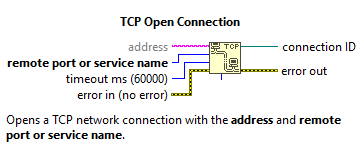 TCP Open Connection
address
remote port or service name
timeout ms (60000)
error in (no error)
TCP
connection ID
error out
Opens a TCP network connection with the address and remote
port or service name.